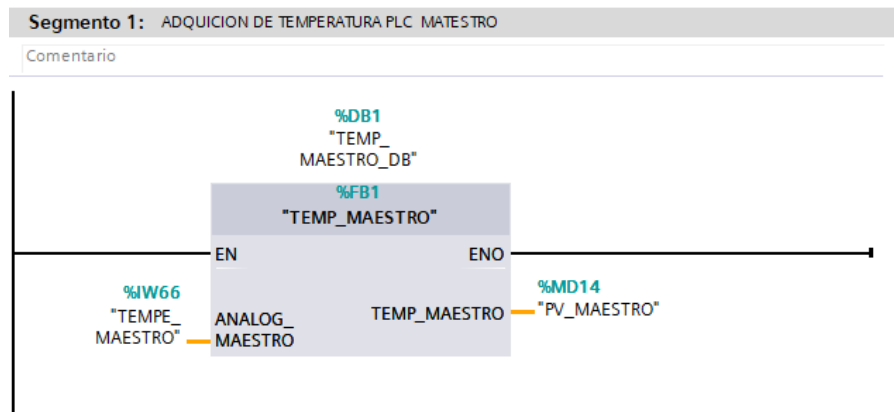 Segmento 1: ADQUICION DE TEMPERATURA PLC MATESTRO
Comentario
%DB1
"TEMP_
MAESTRO_DB"
%FB1
"TEMP_MAESTRO"
EN
ENO
%IW66
"TEMPE_
MAESTRO"
ANALOG_
MAESTRO
TEMP_MAESTRO
%MD14
"PV_MAESTRO"